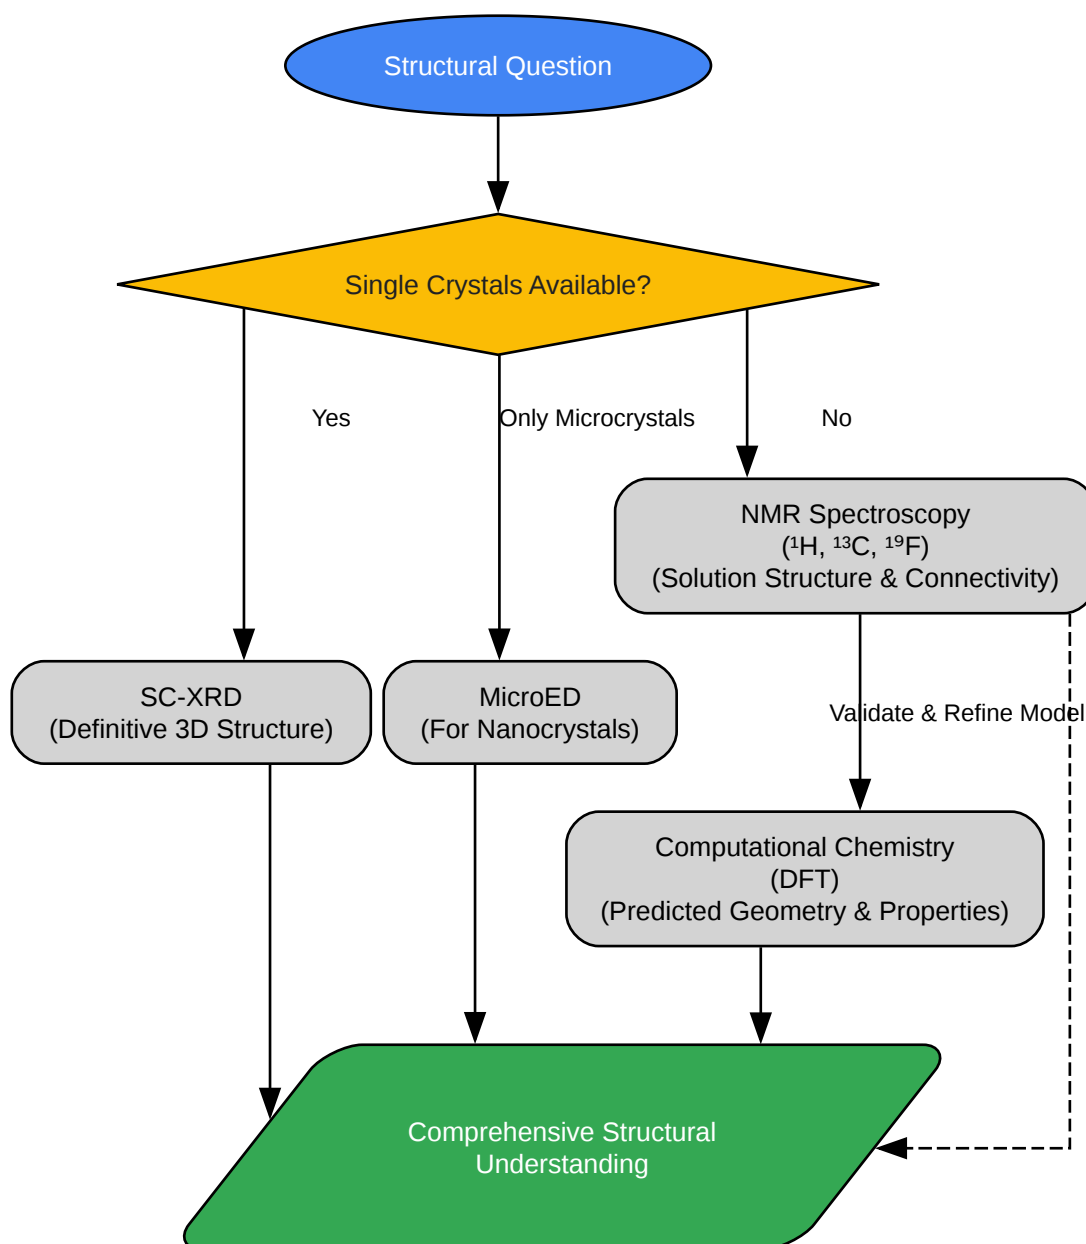 Structural Question
Single Crystals Available?
Yes
Only Microcrystals
No
NMR Spectroscopy
(¹H, ¹³C, ¹⁹F)
(Solution Structure & Connectivity)
SC-XRD
(Definitive 3D Structure)
MicroED
(For Nanocrystals)
Validate & Refine Model
Computational Chemistry
(DFT)
(Predicted Geometry & Properties)
Comprehensive Structural
Understanding